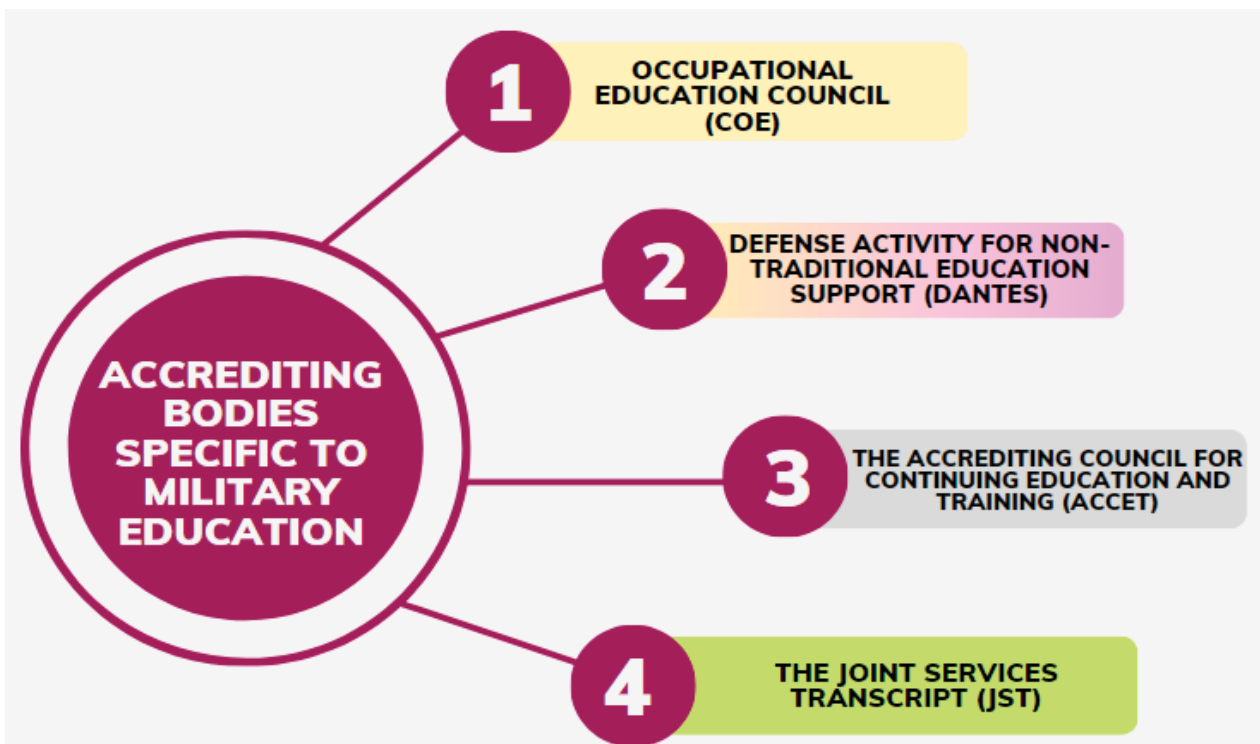 ACCREDITING
BODIES
SPECIFIC TO
MILITARY
EDUCATION
1
OCCUPATIONAL
EDUCATION COUNCIL
(COE)
2
DEFENSE ACTIVITY FOR NON-
TRADITIONAL EDUCATION
SUPPORT (DANTES)
3
THE ACCREDITING COUNCIL FOR
CONTINUING EDUCATION AND
TRAINING (ACCET)
4
THE JOINT SERVICES
TRANSCRIPT (JST)